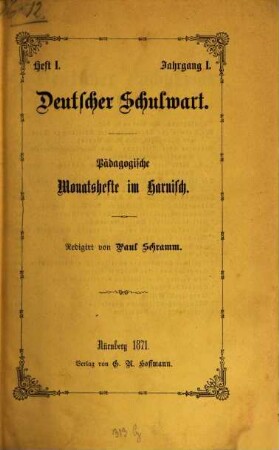 Heft I. Jahrgang I.
Deutscher Schulwart.
Pädagogische
Monatshefte im Harnisch.
Redigirt von Paul Schramm.
Nürnberg 1871.
Verlag von G. A. Hoffmann.